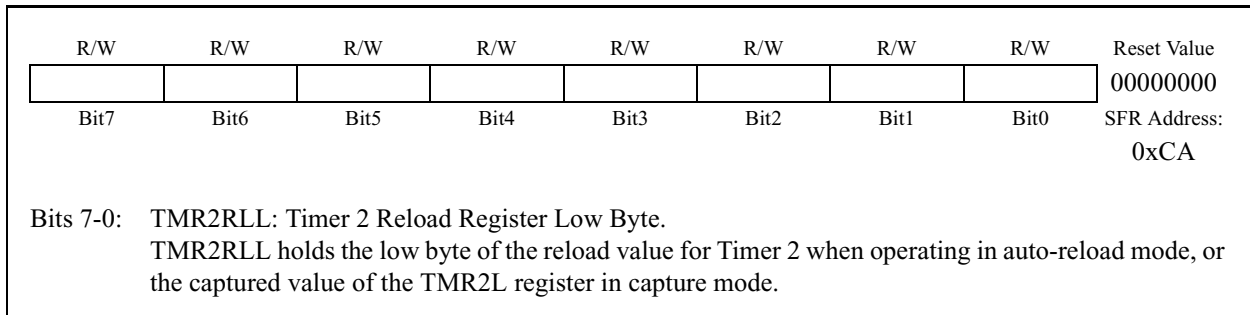 R/W R/W R/W R/W R/W R/W R/W R/W Reset Value
00000000
Bit7 Bit6 Bit5 Bit4 Bit3 Bit2 Bit1 Bit0 SFR Address:
0xCA
Bits 7-0: TMR2RLL: Timer 2 Reload Register Low Byte.
TMR2RLL holds the low byte of the reload value for Timer 2 when operating in auto-reload mode, or
the captured value of the TMR2L register in capture mode.